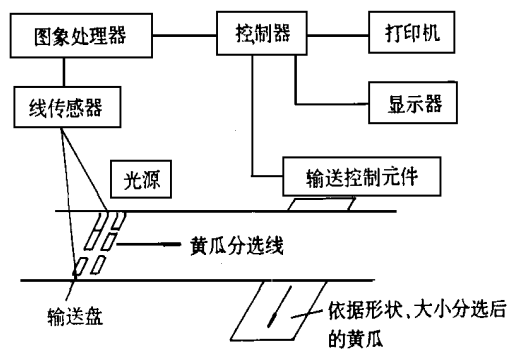 图象处理器
控制器
打印机
线传感器
显示器
光源
输送控制元件
黄瓜分选线
输送盘
依据形状、大小分选后
的黄瓜